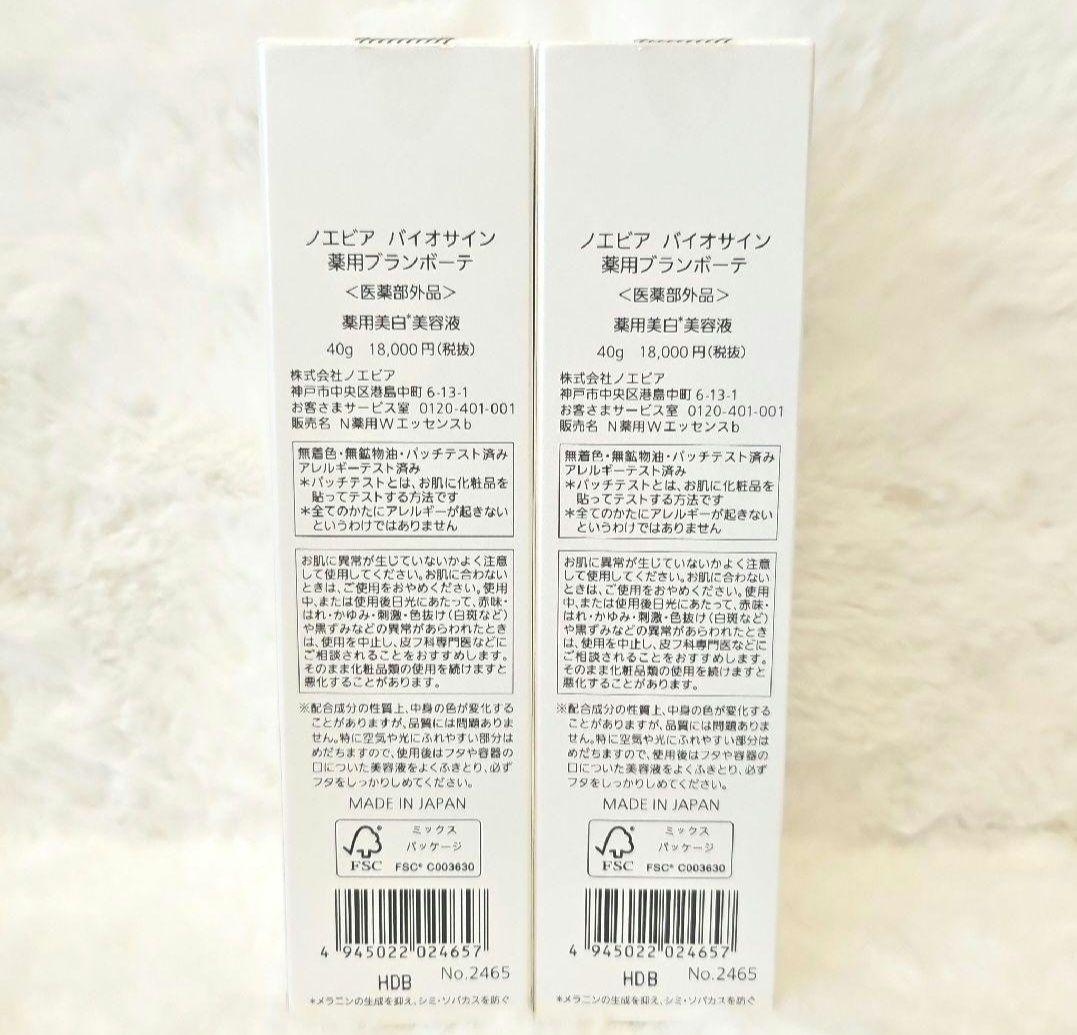 ノエビア バイオサイン
薬用ブランボーテ
＜医薬部外品＞
薬用美白*美容液
40g 18,000円(税抜)
株式会社ノエビア
神戸市中央区港島中町 6-13-1
お客さまサービス室 0120-401-001
販売名 N薬用Wエッセンスb
無着色・無鉱物油・パッチテスト済み
アレルギーテスト済み
＊パッチテストとは、お肌に化粧品を
貼ってテストする方法です
＊全てのかたにアレルギーが起きない
というわけではありません
お肌に異常が生じていないかよく注意
して使用してください。お肌に合わない
ときは、ご使用をおやめください。使用
中、または使用後日光にあたって、赤味・
はれ・かゆみ・刺激・色抜け(白斑など)
や黒ずみなどの異常があらわれたとき
は、使用を中止し、皮フ科専門医などに
ご相談されることをおすすめします。
そのまま化粧品類の使用を続けますと
悪化することがあります。
※配合成分の性質上、中身の色が変化する
ことがありますが、品質には問題ありま
せん。特に空気や光にふれやすい部分は
めだちますので、使用後はフタや容器の
口についた美容液をよくふきとり、必ず
フタをしっかりしめてください。
MADE IN JAPAN
ミックス
パッケージ
FSC® C003630
FSC
4 945022 024657
HDB No.2465
*メラニンの生成を抑え、シミ・ソバカスを防ぐ
ノエビア バイオサイン
薬用ブランボーテ
＜医薬部外品＞
薬用美白*美容液
40g 18,000円(税抜)
株式会社ノエビア
神戸市中央区港島中町 6-13-1
お客さまサービス室 0120-401-001
販売名 N薬用Wエッセンスb
無着色・無鉱物油・パッチテスト済み
アレルギーテスト済み
＊パッチテストとは、お肌に化粧品を
貼ってテストする方法です
＊全てのかたにアレルギーが起きない
というわけではありません
お肌に異常が生じていないかよく注意
して使用してください。お肌に合わない
ときは、ご使用をおやめください。使用
中、または使用後日光にあたって、赤味・
はれ・かゆみ・刺激・色抜け(白斑など)
や黒ずみなどの異常があらわれたとき
は、使用を中止し、皮フ科専門医などに
ご相談されることをおすすめします。
そのまま化粧品類の使用を続けますと
悪化することがあります。
※配合成分の性質上、中身の色が変化する
ことがありますが、品質には問題ありま
せん。特に空気や光にふれやすい部分は
めだちますので、使用後はフタや容器の
口についた美容液をよくふきとり、必ず
フタをしっかりしめてください。
MADE IN JAPAN
ミックス
パッケージ
FSC® C003630
FSC
4 945022 024657
HDB No.2465
*メラニンの生成を抑え、シミ・ソバカスを防ぐ